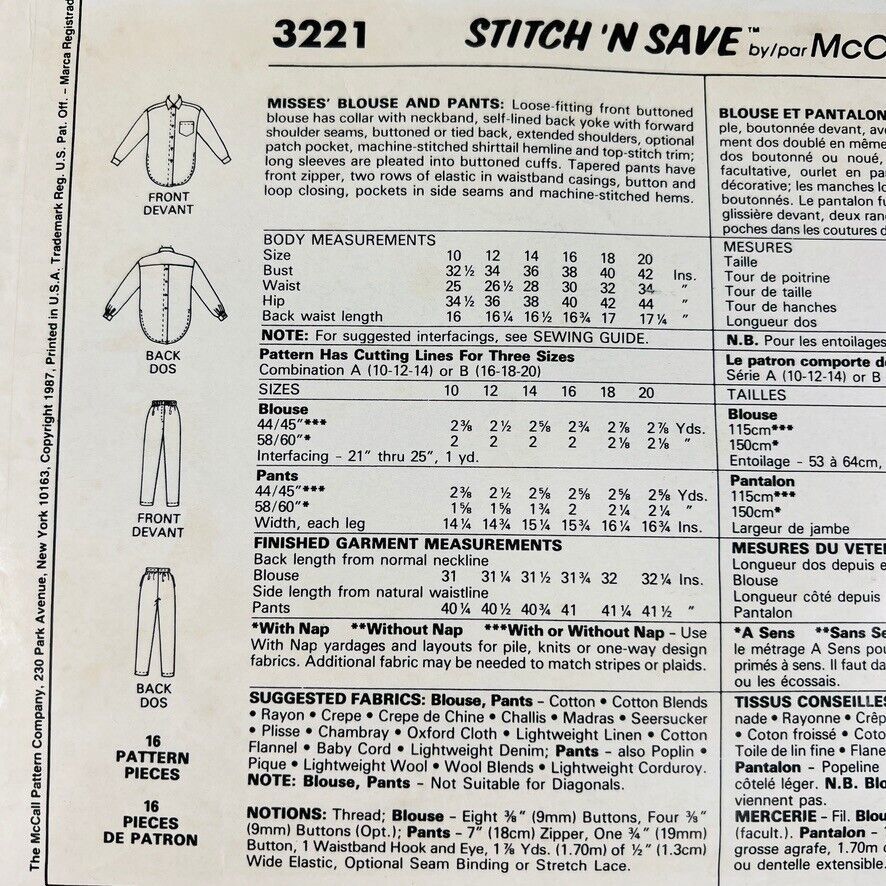 3221 STITCH 'N SAVE™ by/par McC
The McCall Pattern Company, 230 Park Avenue, New York 10163, Copyright 1987, Printed in U.S.A. Trademark Reg. U.S. Pat. Off. – Marca Registrad
FRONT
DEVANT
BACK
DOS
FRONT
DEVANT
BACK
DOS
16
PATTERN
PIECES
16
PIECES
DE PATRON
MISSES' BLOUSE AND PANTS: Loose-fitting front buttoned
blouse has collar with neckband, self-lined back yoke with forward
shoulder seams, buttoned or tied back, extended shoulders, optional
patch pocket, machine-stitched shirttail hemline and top-stitch trim;
long sleeves are pleated into buttoned cuffs. Tapered pants have
front zipper, two rows of elastic in waistband casings, button and
loop closing, pockets in side seams and machine-stitched hems.
BODY MEASUREMENTS
Size 10 12 14 16 18 20
Bust 32 ½ 34 36 38 40 42 Ins.
Waist 25 26 ½ 28 30 32 34 "
Hip 34 ½ 36 38 40 42 44 "
Back waist length 16 16 ¼ 16 ½ 16 ¾ 17 17 ¼ "
NOTE: For suggested interfacings, see SEWING GUIDE.
Pattern Has Cutting Lines For Three Sizes
Combination A (10-12-14) or B (16-18-20)
SIZES 10 12 14 16 18 20
Blouse
44/45"*** 2⅜ 2½ 2⅝ 2¾ 2⅞ 2⅞ Yds.
58/60"* 2 2 2 2 2⅛ 2⅛ "
Interfacing - 21" thru 25", 1 yd.
Pants
44/45"*** 2⅜ 2½ 2⅝ 2⅝ 2⅝ 2⅝ Yds.
58/60"* 1⅝ 1⅝ 1¾ 2 2¼ 2¼ "
Width, each leg 14¼ 14¾ 15¼ 15¾ 16¼ 16¾ Ins.
FINISHED GARMENT MEASUREMENTS
Back length from normal neckline
Blouse 31 31¼ 31½ 31¾ 32 32¼ Ins.
Side length from natural waistline
Pants 40¼ 40½ 40¾ 41 41¼ 41½ "
*With Nap **Without Nap ***With or Without Nap - Use
With Nap yardages and layouts for pile, knits or one-way design
fabrics. Additional fabric may be needed to match stripes or plaids.
SUGGESTED FABRICS: Blouse, Pants - Cotton • Cotton Blends
• Rayon • Crepe • Crepe de Chine • Challis • Madras • Seersucker
• Plisse • Chambray • Oxford Cloth • Lightweight Linen • Cotton
Flannel • Baby Cord • Lightweight Denim; Pants - also Poplin •
Pique • Lightweight Wool • Wool Blends • Lightweight Corduroy.
NOTE: Blouse, Pants - Not Suitable for Diagonals.
NOTIONS: Thread; Blouse - Eight ⅜" (9mm) Buttons, Four ⅜"
(9mm) Buttons (Opt.); Pants - 7" (18cm) Zipper, One ¾" (19mm)
Button, 1 Waistband Hook and Eye, 1⅞ Yds. (1.70m) of ½" (1.3cm)
Wide Elastic, Optional Seam Binding or Stretch Lace.
BLOUSE ET PANTALON
ple, boutonnée devant, ave
ment dos doublé en même
dos boutonné ou noué,
facultative, ourlet en pa
décorative; les manches lo
boutonnés. Le pantalon fu
glissière devant, deux ran
poches dans les coutures d
MESURES
Taille
Tour de poitrine
Tour de taille
Tour de hanches
Longueur dos
N.B. Pour les entoilages
Le patron comporte de
Série A (10-12-14) or B
TAILLES
Blouse
115cm***
150cm*
Entoilage - 53 à 64cm,
Pantalon
115cm***
150cm*
Largeur de jambe
MESURES DU VETE
Longueur dos depuis e
Blouse
Longueur côté depuis
Pantalon
*A Sens **Sans Se
le métrage A Sens pou
primés à sens. Il faut da
ou les écossais.
TISSUS CONSEILLES
nade • Rayonne • Crêp
• Coton froissé • Coto
Toile de lin fine • Flane
Pantalon - Popeline
côtelé léger. N.B. Blo
viennent pas.
MERCERIE - Fil. Blou
(facult.). Pantalon -
grosse agrafe, 1.70m d
ou dentelle extensible.